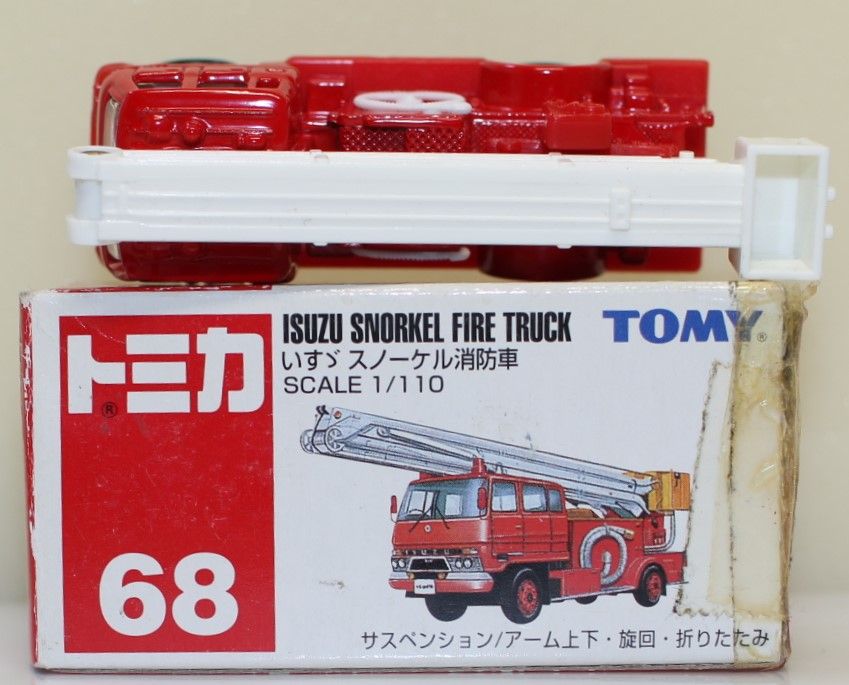 トミカ®
68
ISUZU SNORKEL FIRE TRUCK
いすゞ スノーケル消防車
SCALE 1/110
TOMY®
ISUZU
サスペンション/アーム上下・旋回・折りたたみ